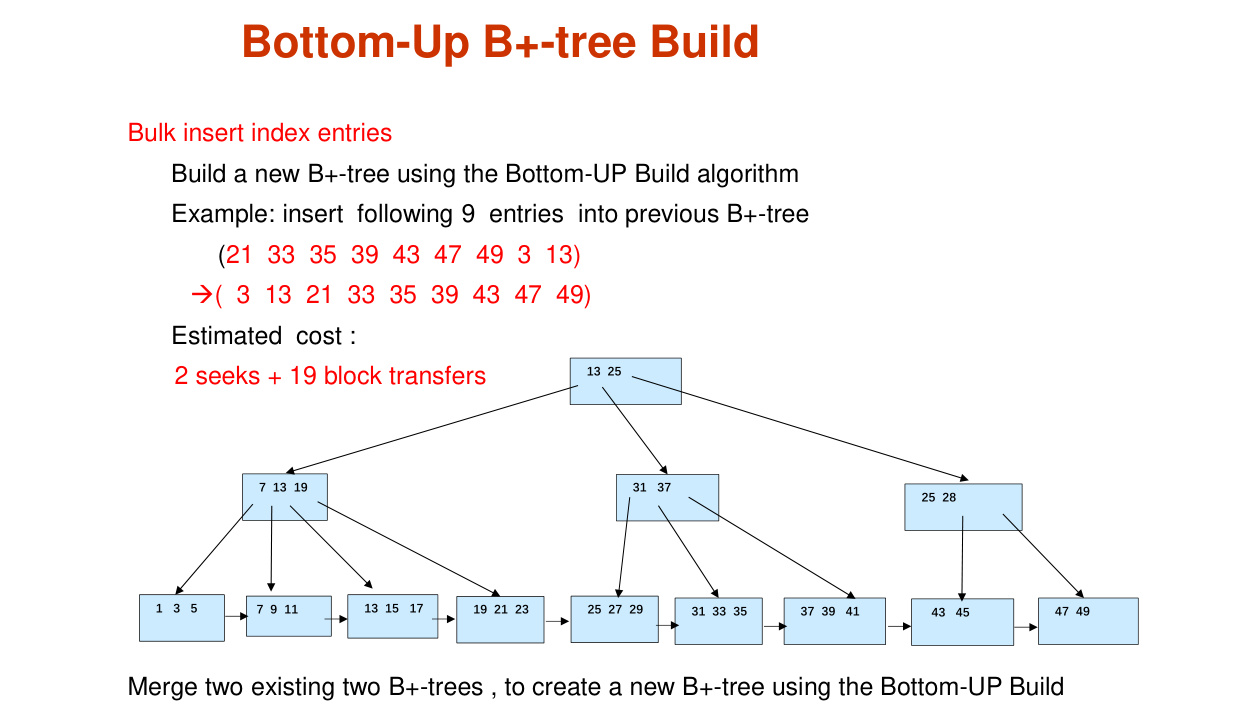 Bottom-Up B+-tree Build
Bulk insert index entries
Build a new B+-tree using the Bottom-UP Build algorithm
Example: insert following 9 entries into previous B+-tree
(21 33 35 39 43 47 49 3 13)
→( 3 13 21 33 35 39 43 47 49)
Estimated cost :
2 seeks + 19 block transfers
13 25
7 13 19
31 37
25 28
1 3 5
7 9 11
13 15 17
19 21 23
25 27 29
31 33 35
37 39 41
43 45
47 49
Merge two existing two B+-trees , to create a new B+-tree using the Bottom-UP Build